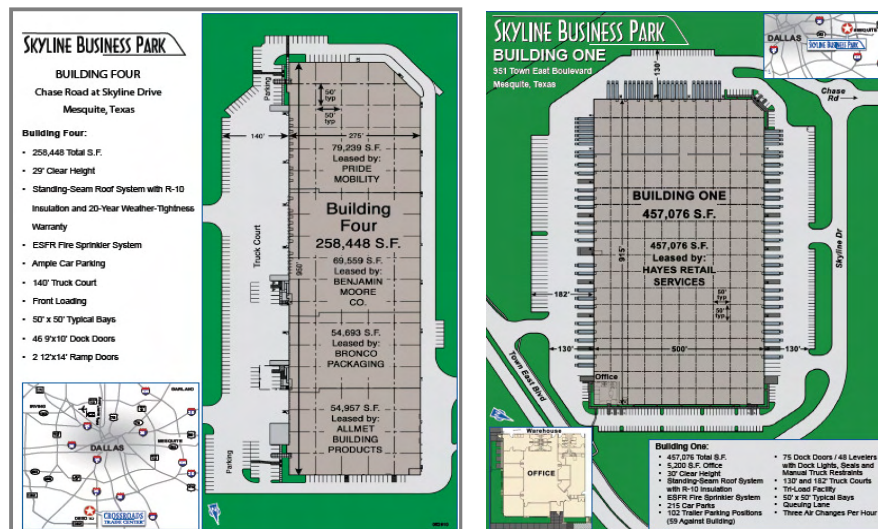 SKYLINE BUSINESS PARK
BUILDING FOUR
Chase Road at Skyline Drive
Mesquite, Texas
Building Four:
• 258,448 Total S.F.
• 29' Clear Height
• Standing-Seam Roof System with R-10
Insulation and 20-Year Weather-Tightness
Warranty
• ESFR Fire Sprinkler System
• Ample Car Parking
• 140' Truck Court
• Front Loading
• 50' x 50' Typical Bays
• 46 9'x10' Dock Doors
• 2 12'x14' Ramp Doors
DALLAS
MESQUITE
GARLAND
IRVING
CROSSROADS
TRADE CENTER
Parking
50'
typ
50'
typ
140'
275'
79,239 S.F.
Leased by:
PRIDE
MOBILITY
Building
Four
258,448 S.F.
Truck Court
950'
69,559 S.F.
Leased by:
BENJAMIN
MOORE
CO.
54,693 S.F.
Leased by:
BRONCO
PACKAGING
54,957 S.F.
Leased by:
ALLMET
BUILDING
PRODUCTS
Parking
SKYLINE BUSINESS PARK
BUILDING ONE
951 Town East Boulevard
Mesquite, Texas
DALLAS
MESQUITE
SKYLINE BUSINESS PARK
130'
Chase
Rd
BUILDING ONE
457,076 S.F.
915'
457,076 S.F.
Leased by:
HAYES RETAIL
SERVICES
Skyline Dr
50'
typ
50'
typ
182'
130'
500'
130'
Office
Town East Blvd
Warehouse
OFFICE
Building One:
• 457,076 Total S.F.
• 5,200 S.F. Office
• 30' Clear Height
• Standing-Seam Roof System
with R-10 Insulation
• ESFR Fire Sprinkler System
• 215 Car Parks
• 102 Trailer Parking Positions
(59 Against Building)
• 75 Dock Doors / 48 Levelers
with Dock Lights, Seals and
Manual Truck Restraints
• 130' and 182' Truck Courts
• Tri-Load Facility
• 50' x 50' Typical Bays
• Queuing Lane
• Three Air Changes Per Hour